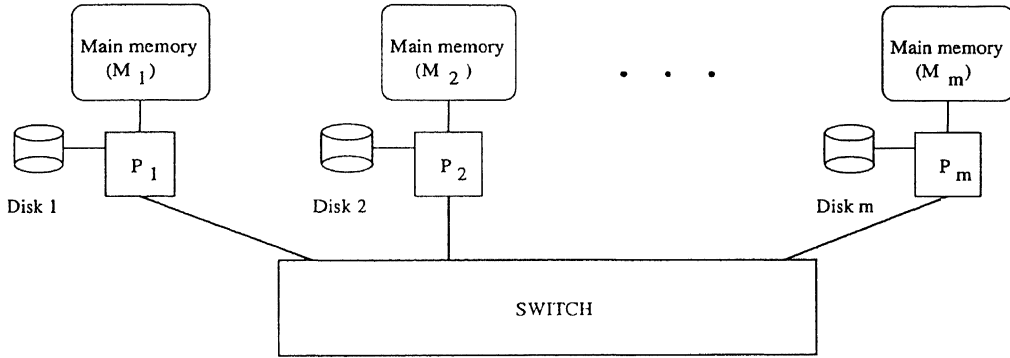 Main memory
(M 1)
Main memory
(M 2 )
Main memory
(M m)
P 1
P 2
P m
Disk 1
Disk 2
Disk m
SWITCH